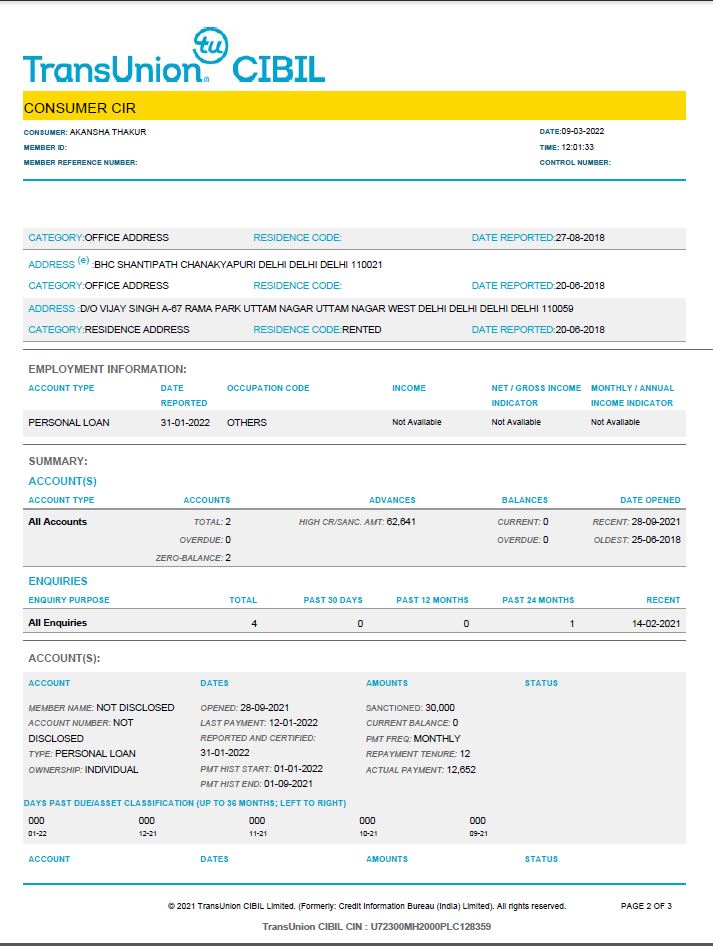 tu
TransUnion® CIBIL
CONSUMER CIR
CONSUMER: AKANSHA THAKUR DATE:09-03-2022
MEMBER ID: TIME: 12:01:33
MEMBER REFERENCE NUMBER: CONTROL NUMBER:
CATEGORY:OFFICE ADDRESS RESIDENCE CODE: DATE REPORTED:27-08-2018
ADDRESS (e) :BHC SHANTIPATH CHANAKYAPURI DELHI DELHI DELHI 110021
CATEGORY:OFFICE ADDRESS RESIDENCE CODE: DATE REPORTED:20-06-2018
ADDRESS :D/O VIJAY SINGH A-67 RAMA PARK UTTAM NAGAR UTTAM NAGAR WEST DELHI DELHI DELHI DELHI DELHI 110059
CATEGORY:RESIDENCE ADDRESS RESIDENCE CODE:RENTED DATE REPORTED:20-06-2018
EMPLOYMENT INFORMATION:
ACCOUNT TYPE DATE REPORTED OCCUPATION CODE INCOME NET / GROSS INCOME INDICATOR MONTHLY / ANNUAL INCOME INDICATOR
PERSONAL LOAN 31-01-2022 OTHERS Not Available Not Available Not Available
SUMMARY:
ACCOUNT(S)
ACCOUNT TYPE ACCOUNTS ADVANCES BALANCES DATE OPENED
All Accounts TOTAL: 2 HIGH CR/SANC. AMT: 62,641 CURRENT: 0 RECENT: 28-09-2021
OVERDUE: 0 OVERDUE: 0 OLDEST: 25-06-2018
ZERO-BALANCE: 2
ENQUIRIES
ENQUIRY PURPOSE TOTAL PAST 30 DAYS PAST 12 MONTHS PAST 24 MONTHS RECENT
All Enquiries 4 0 0 1 14-02-2021
ACCOUNT(S):
ACCOUNT DATES AMOUNTS STATUS
MEMBER NAME: NOT DISCLOSED OPENED: 28-09-2021 SANCTIONED: 30,000
ACCOUNT NUMBER: NOT LAST PAYMENT: 12-01-2022 CURRENT BALANCE: 0
DISCLOSED REPORTED AND CERTIFIED: PMT FREQ: MONTHLY
TYPE: PERSONAL LOAN 31-01-2022 REPAYMENT TENURE: 12
OWNERSHIP: INDIVIDUAL PMT HIST START: 01-01-2022 ACTUAL PAYMENT: 12,652
PMT HIST END: 01-09-2021
DAYS PAST DUE/ASSET CLASSIFICATION (UP TO 36 MONTHS; LEFT TO RIGHT)
000 000 000 000 000
01-22 12-21 11-21 10-21 09-21
ACCOUNT DATES AMOUNTS STATUS
© 2021 TransUnion CIBIL Limited. (Formerly: Credit Information Bureau (India) Limited). All rights reserved. PAGE 2 OF 3
TransUnion CIBIL CIN : U72300MH2000PLC128359